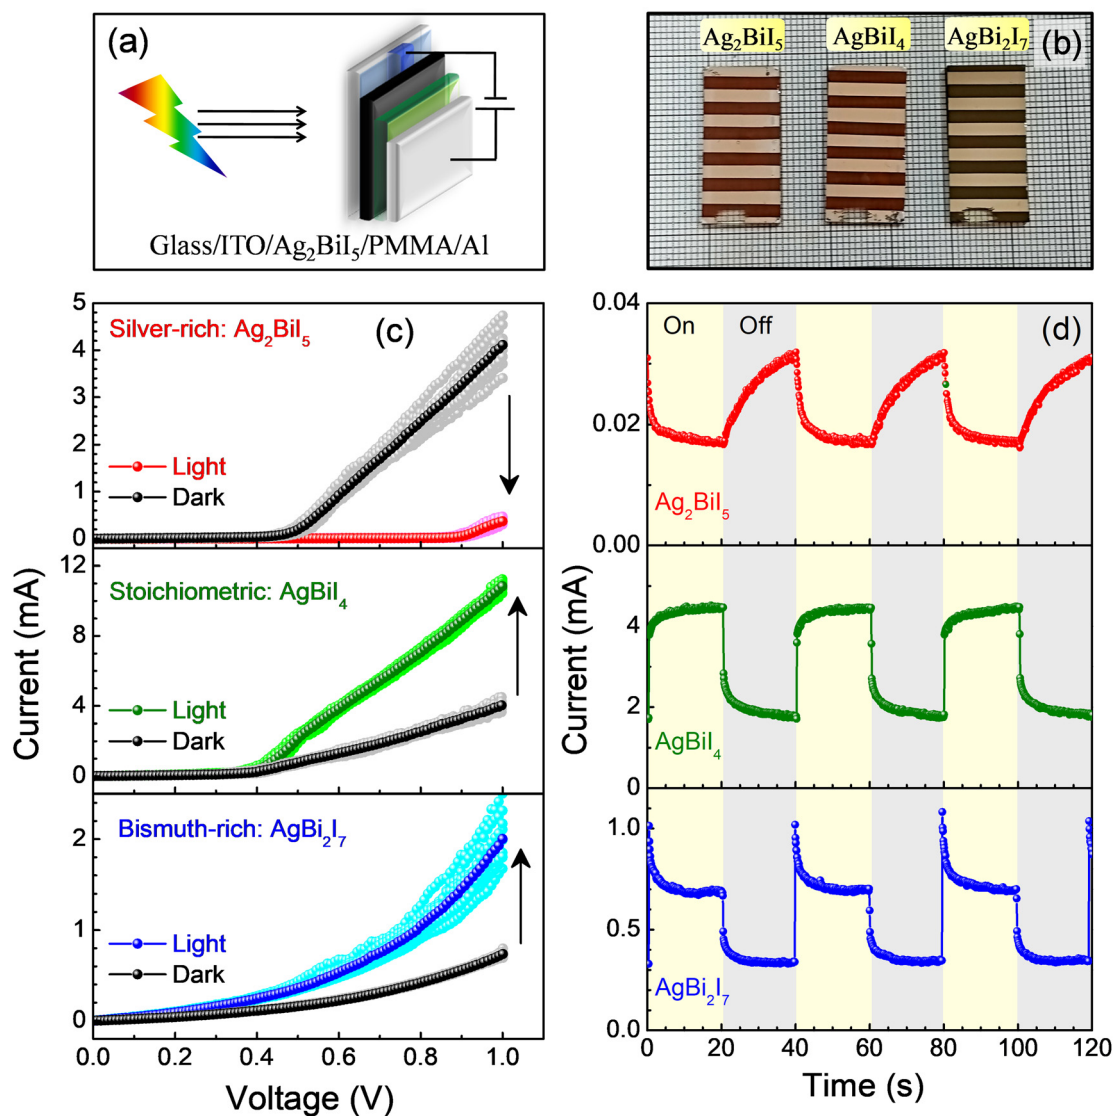 (a)
Glass/ITO/Ag₂BiI₅/PMMA/Al
Ag₂BiI₅ AgBiI₄ AgBi₂I₇
(b)
(c)
Silver-rich: Ag₂BiI₅
Light
Dark
5
4
3
2
1
0
Stoichiometric: AgBiI₄
Light
Dark
12
8
4
0
Bismuth-rich: AgBi₂I₇
Light
Dark
2
1
0
Current (mA)
0.0 0.2 0.4 0.6 0.8 1.0
Voltage (V)
(d)
On Off
0.04
0.02
0.00
Ag₂BiI₅
4
2
0
AgBiI₄
1.0
0.5
0.0
AgBi₂I₇
Current (mA)
0 20 40 60 80 100 120
Time (s)